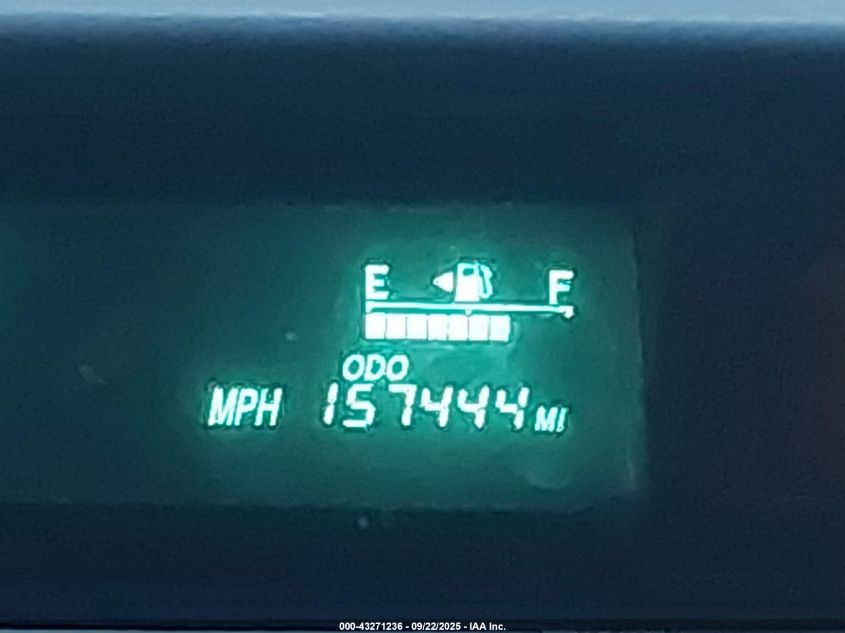 E F
ODO
MPH 157444 MI
000-43271236 - 09/22/2025 - IAA Inc.